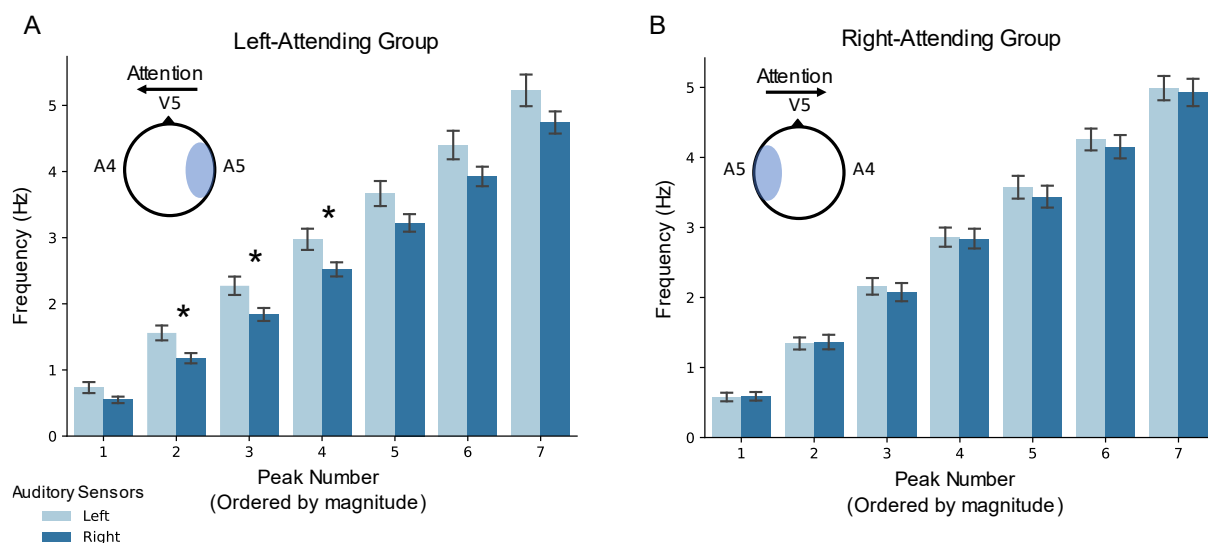 A
Left-Attending Group
Attention
V5
A4
A5
*
*
*
Frequency (Hz)
5
4
3
2
1
0
1 2 3 4 5 6 7
Peak Number
(Ordered by magnitude)
Auditory Sensors
Left
Right
B
Right-Attending Group
Attention
V5
A5
A4
Frequency (Hz)
5
4
3
2
1
0
1 2 3 4 5 6 7
Peak Number
(Ordered by magnitude)